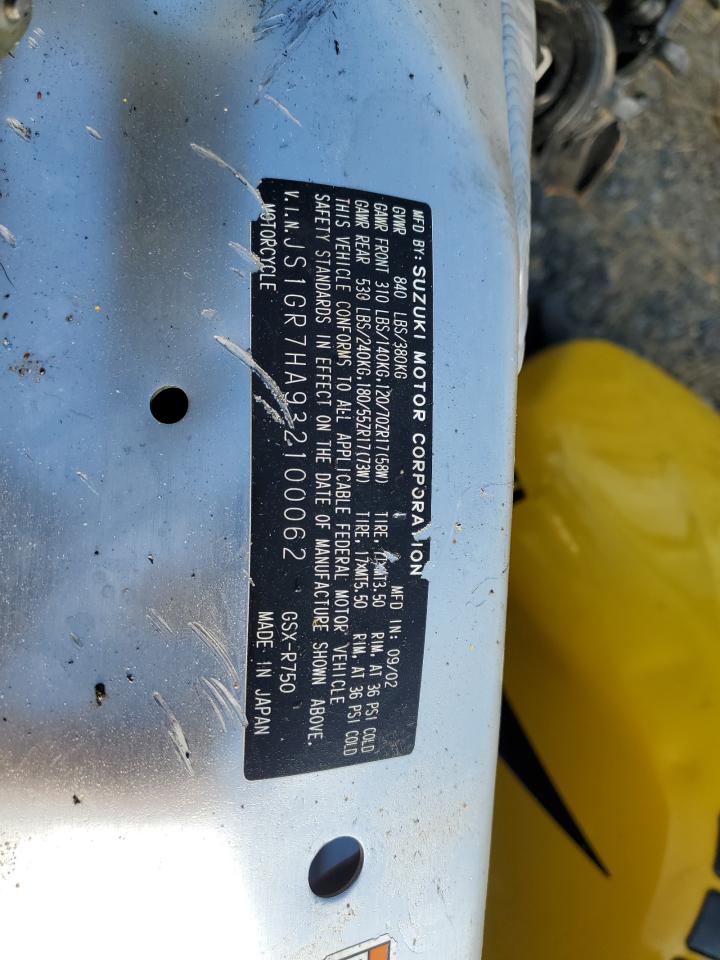 MFD BY: SUZUKI MOTOR CORPORATION
GVWR 840 LBS/380KG MFD IN: 09/02
GAWR FRONT 310 LBS/140KG,120/70ZR17(58W) TIRE, 17XMT3.50 RIM, AT 36 PSI COLD
GAWR REAR 530 LBS/240KG,180/55ZR17(73W) TIRE, 17XMT5.50 RIM, AT 36 PSI COLD
THIS VEHICLE CONFORMS TO ALL APPLICABLE FEDERAL MOTOR VEHICLE
SAFETY STANDARDS IN EFFECT ON THE DATE OF MANUFACTURE SHOWN ABOVE.
V.I.N. JS1GR7HA932100062 GSX-R750
MOTORCYCLE MADE IN JAPAN